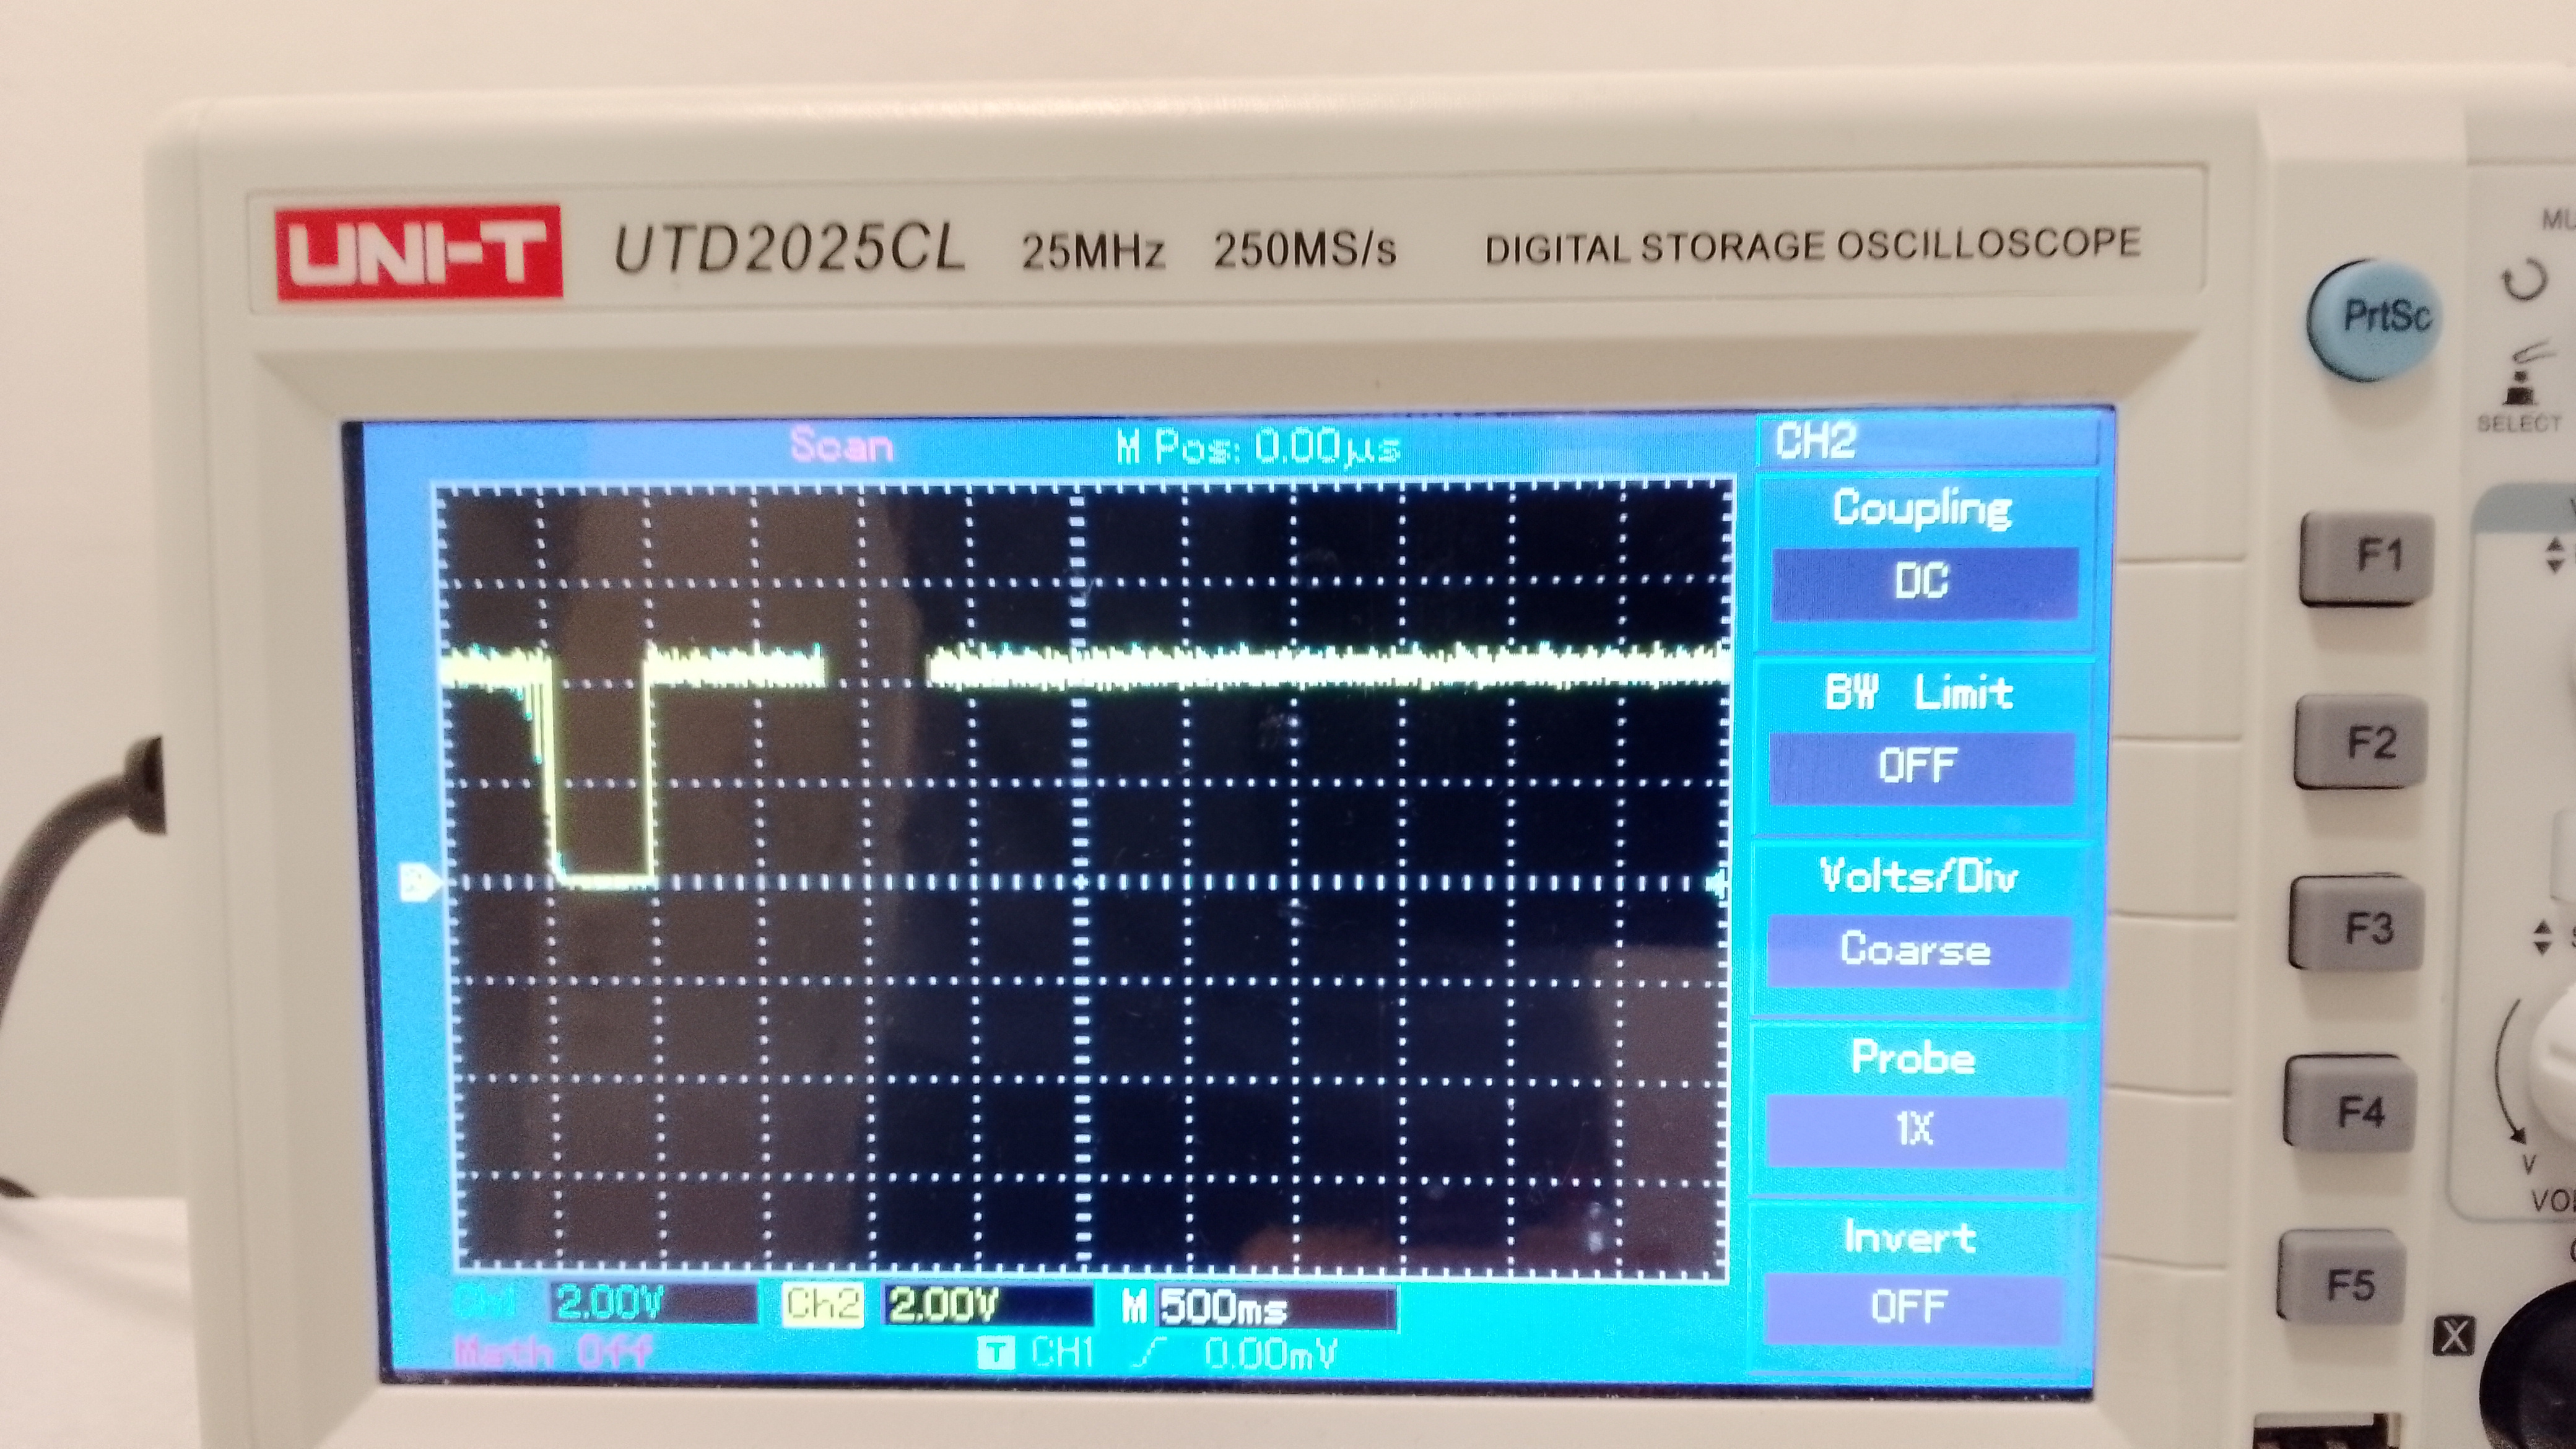 UNI-T UTD2025CL 25MHz 250MS/s DIGITAL STORAGE OSCILLOSCOPE
PrtSc
SELECT
Scan M Pos: 0.00µs
CH2
Coupling
DC
BW Limit
OFF
Volts/Div
Coarse
Probe
1X
Invert
OFF
Ch1 2.00V Ch2 2.00V M 500ms
Math Off T CH1 0.00mV
F1
F2
F3
F4
F5
V
X